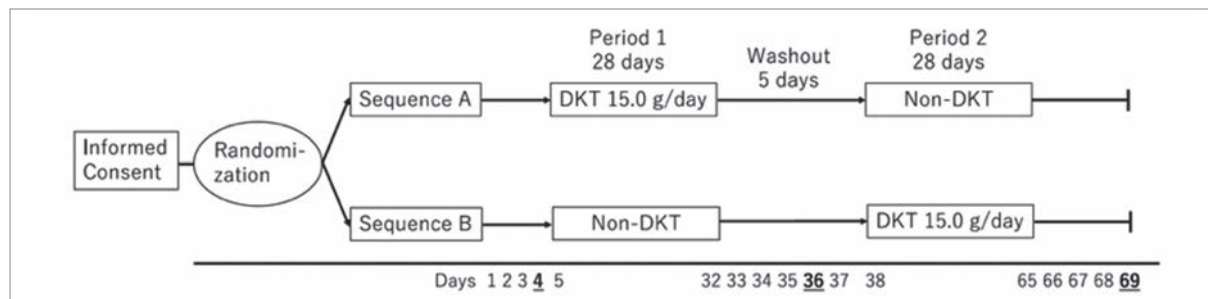 Period 1
28 days
Washout
5 days
Period 2
28 days
Sequence A
DKT 15.0 g/day
Non-DKT
Informed
Consent
Randomi-
zation
Sequence B
Non-DKT
DKT 15.0 g/day
Days 1 2 3 4 5 32 33 34 35 36 37 38 65 66 67 68 69